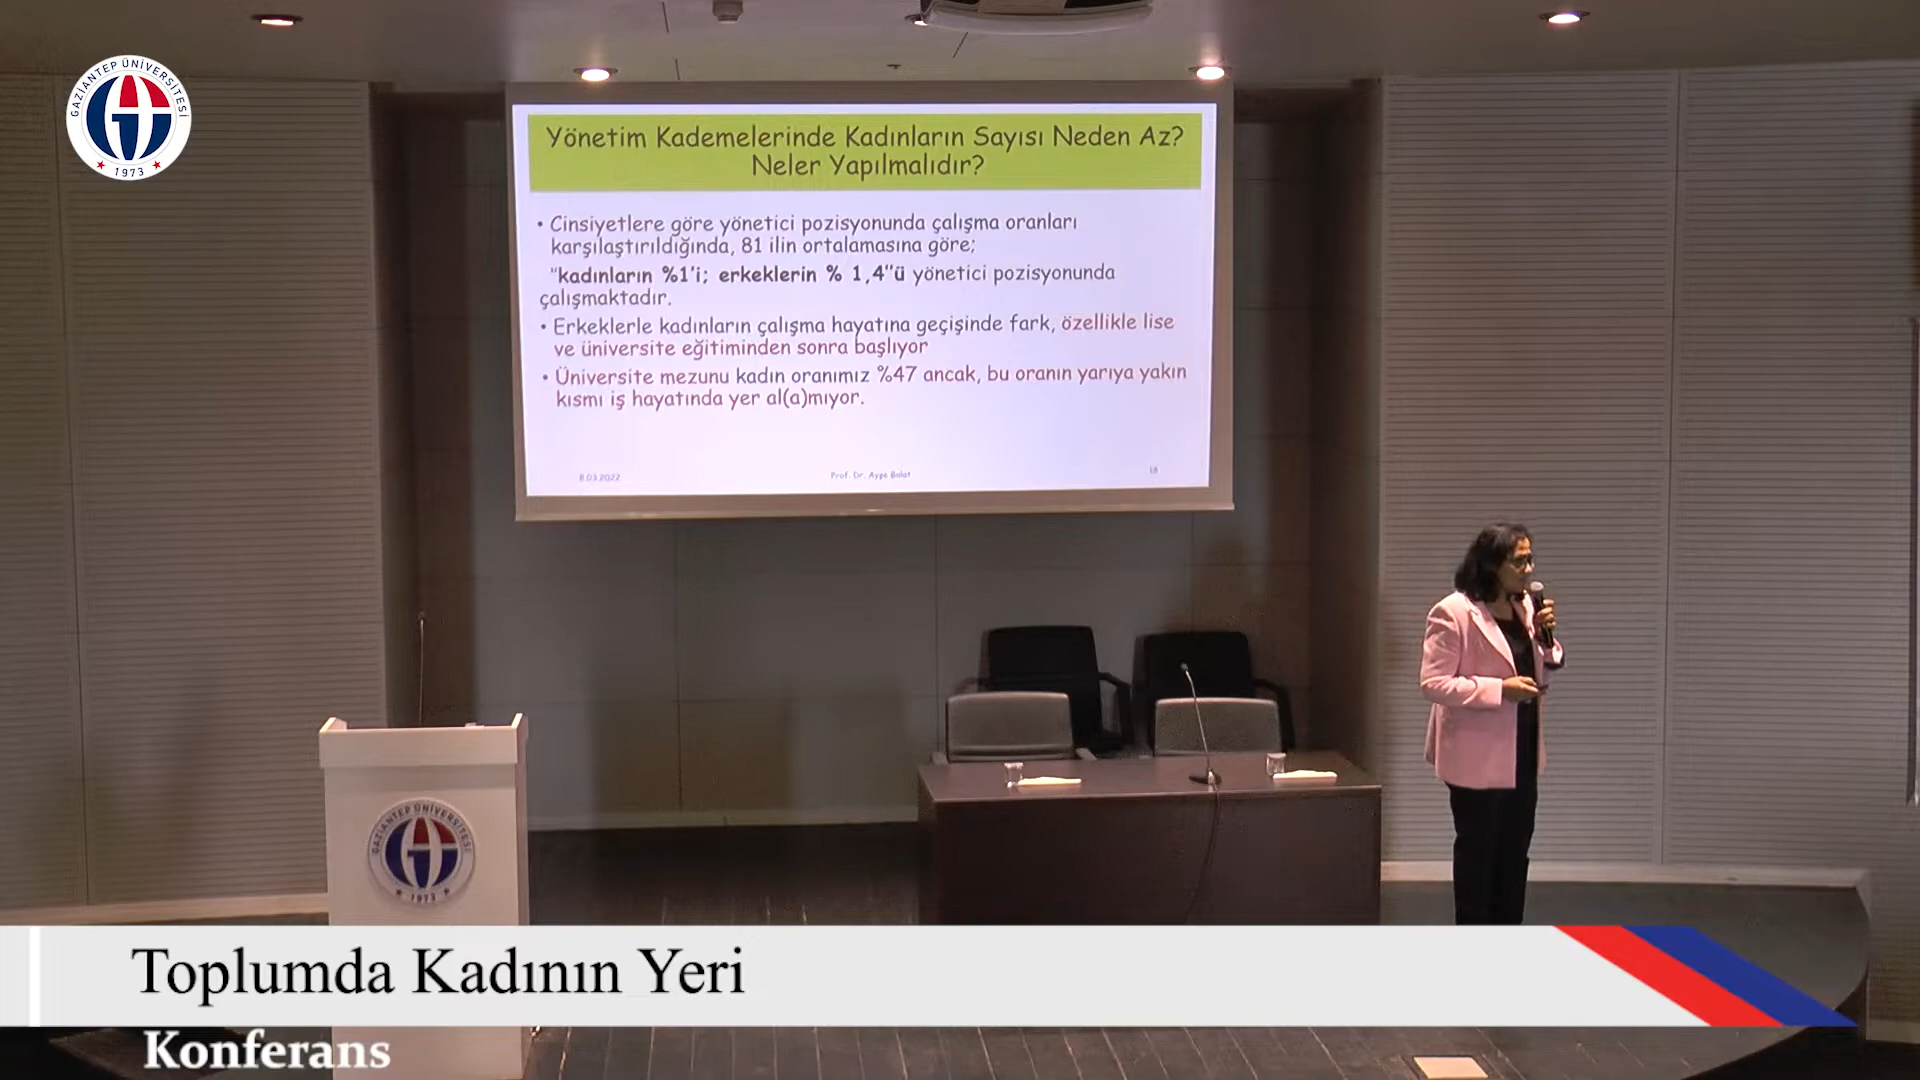 GAZİANTEP ÜNİVERSİTESİ
1973
Yönetim Kademelerinde Kadınların Sayısı Neden Az?
Neler Yapılmalıdır?
• Cinsiyetlere göre yönetici pozisyonunda çalışma oranları
karşılaştırıldığında, 81 ilin ortalamasına göre;
"kadınların %1'i; erkeklerin % 1,4"ü yönetici pozisyonunda
çalışmaktadır.
• Erkeklerle kadınların çalışma hayatına geçişinde fark, özellikle lise
ve üniversite eğitiminden sonra başlıyor
• Üniversite mezunu kadın oranımız %47 ancak, bu oranın yarıya yakın
kısmı iş hayatında yer al(a)mıyor.
8.03.2022
Prof. Dr. Ayşe Balat
18
GAZİANTEP ÜNİVERSİTESİ
1973
Toplumda Kadının Yeri
Konferans